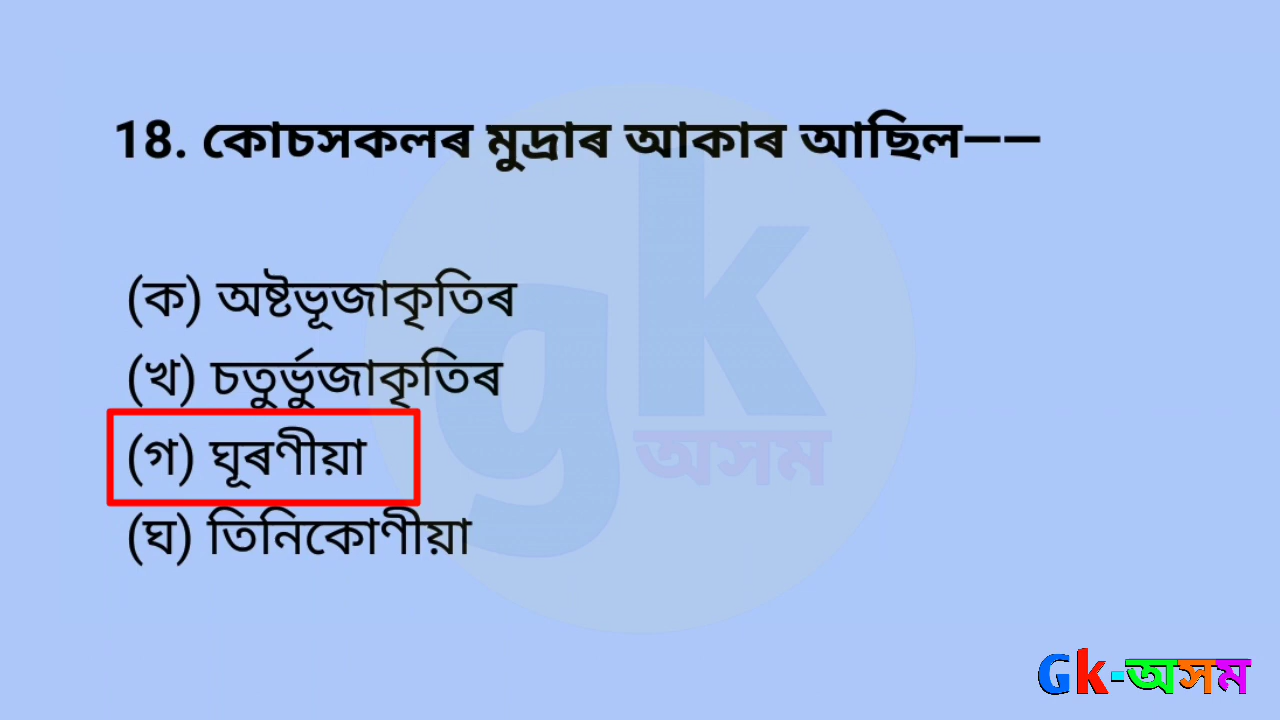 18. কোচসকলৰ মুদ্ৰাৰ আকাৰ আছিল——
(ক) অষ্টভূজাকৃতিৰ
(খ) চতুৰ্ভুজাকৃতিৰ
(গ) ঘূৰণীয়া
(ঘ) তিনিকোণীয়া
gk
অসম
Gk-অসম